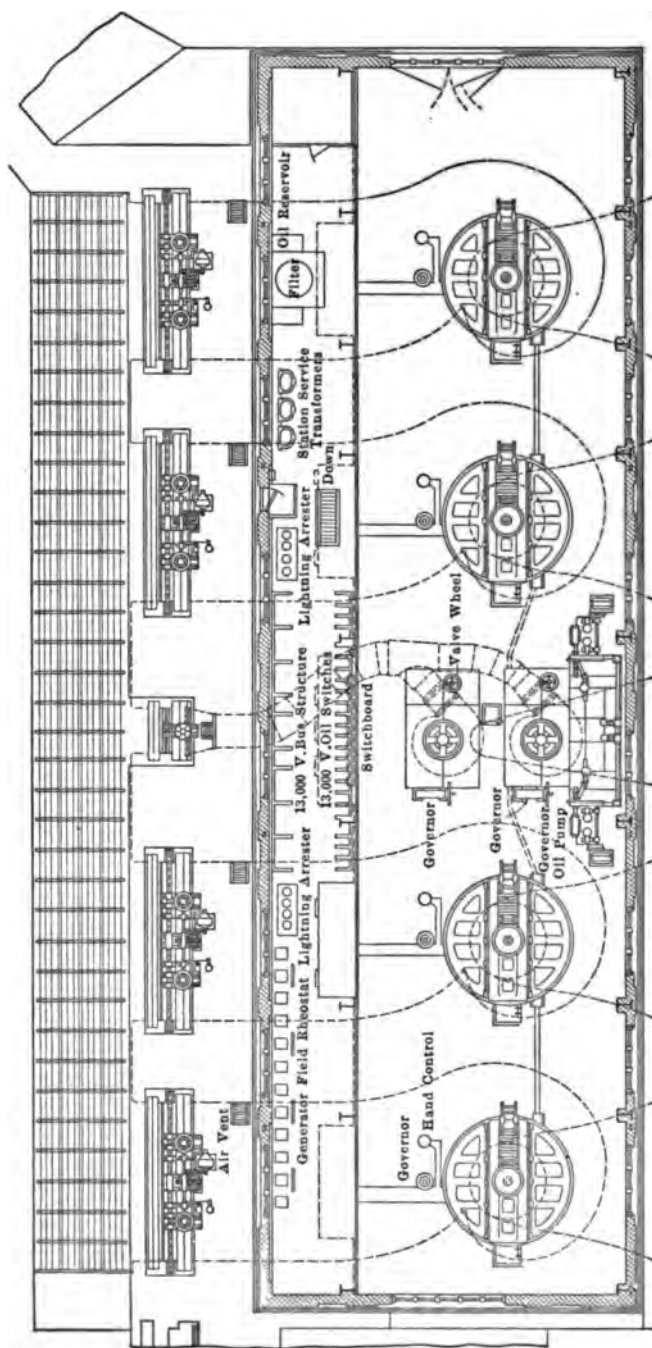 Oil Reservoir
Filter
Station Service
Transformers
Down
Lightning Arrester
13,000 V. Bus Structure
13,000 V. Oil Switches
Switchboard
Valve Wheel
Governor
Governor
Governor
Oil Pump
Lightning Arrester
Generator Field Rheostat
Governor
Hand Control
Air Vent